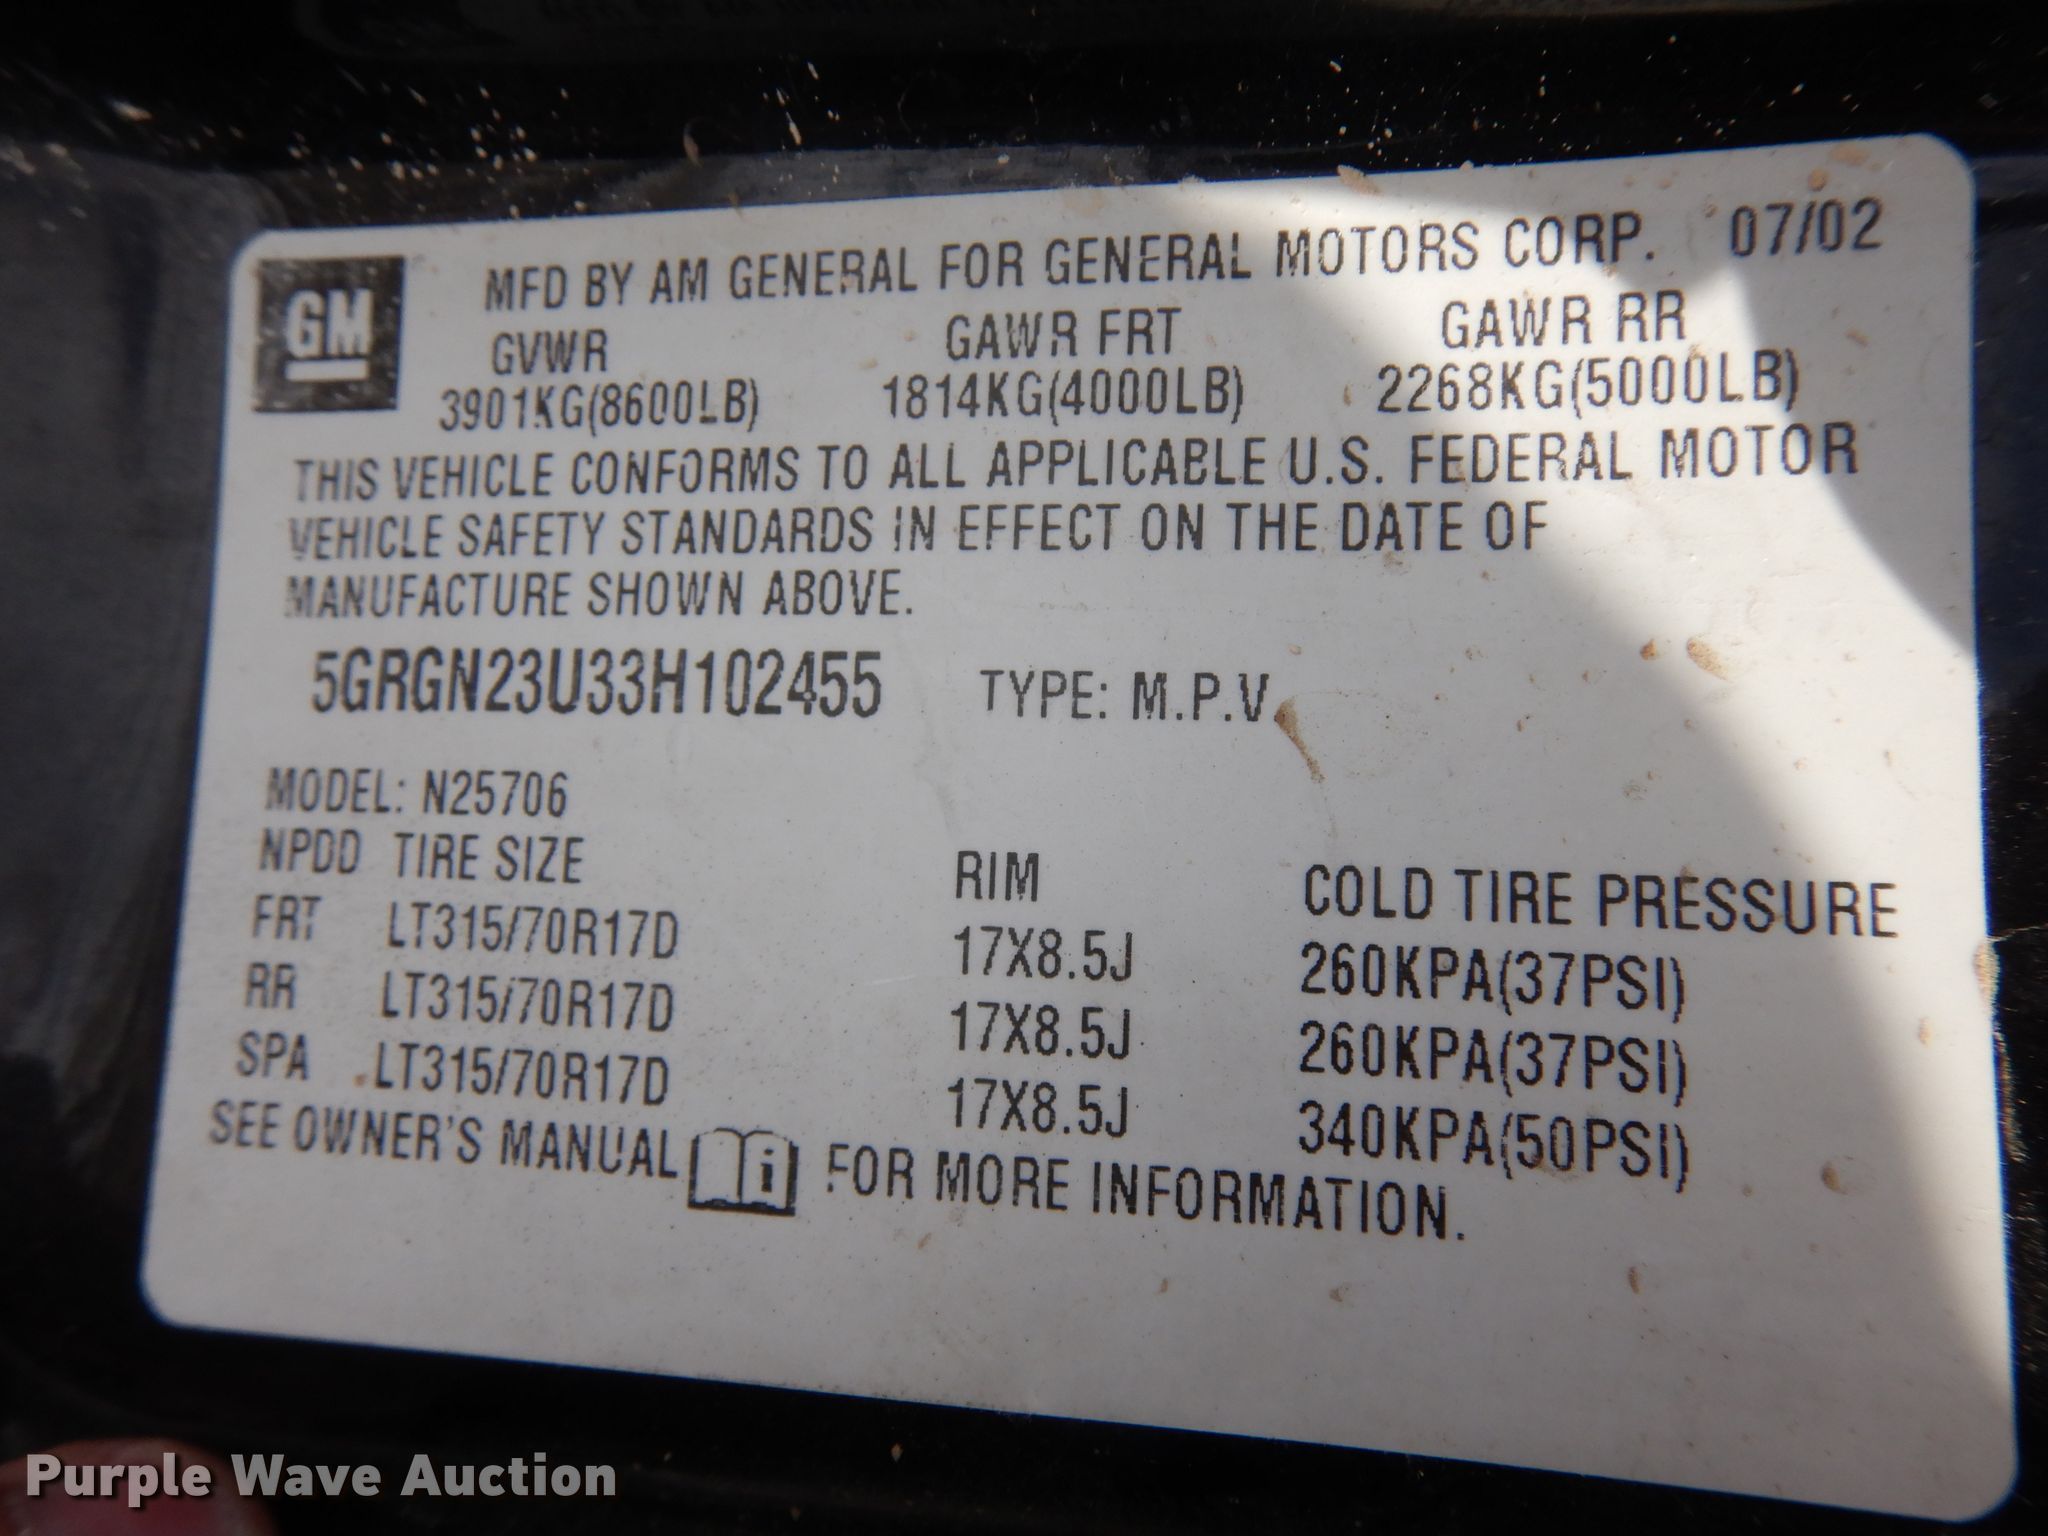 GM
MFD BY AM GENERAL FOR GENERAL MOTORS CORP. 07/02
GVWR GAWR FRT GAWR RR
3901KG(8600LB) 1814KG(4000LB) 2268KG(5000LB)
THIS VEHICLE CONFORMS TO ALL APPLICABLE U.S. FEDERAL MOTOR
VEHICLE SAFETY STANDARDS IN EFFECT ON THE DATE OF
MANUFACTURE SHOWN ABOVE.
5GRGN23U33H102455 TYPE: M.P.V.
MODEL: N25706
NPDD TIRE SIZE RIM COLD TIRE PRESSURE
FRT LT315/70R17D 17X8.5J 260KPA(37PSI)
RR LT315/70R17D 17X8.5J 260KPA(37PSI)
SPA LT315/70R17D 17X8.5J 340KPA(50PSI)
SEE OWNER'S MANUAL i FOR MORE INFORMATION.
Purple Wave Auction